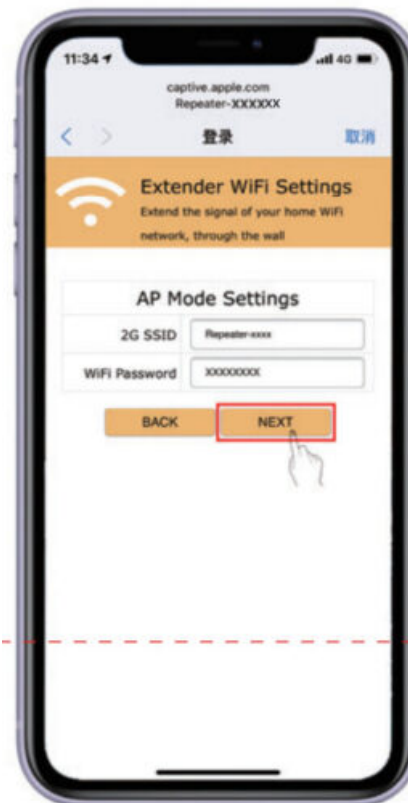 11:34
4G
captive.apple.com
Repeater-XXXXXX
登录
取消
Extender WiFi Settings
Extend the signal of your home WiFi
network, through the wall
AP Mode Settings
2G SSID Repeater-xxxx
WiFi Password XXXXXXXX
BACK NEXT